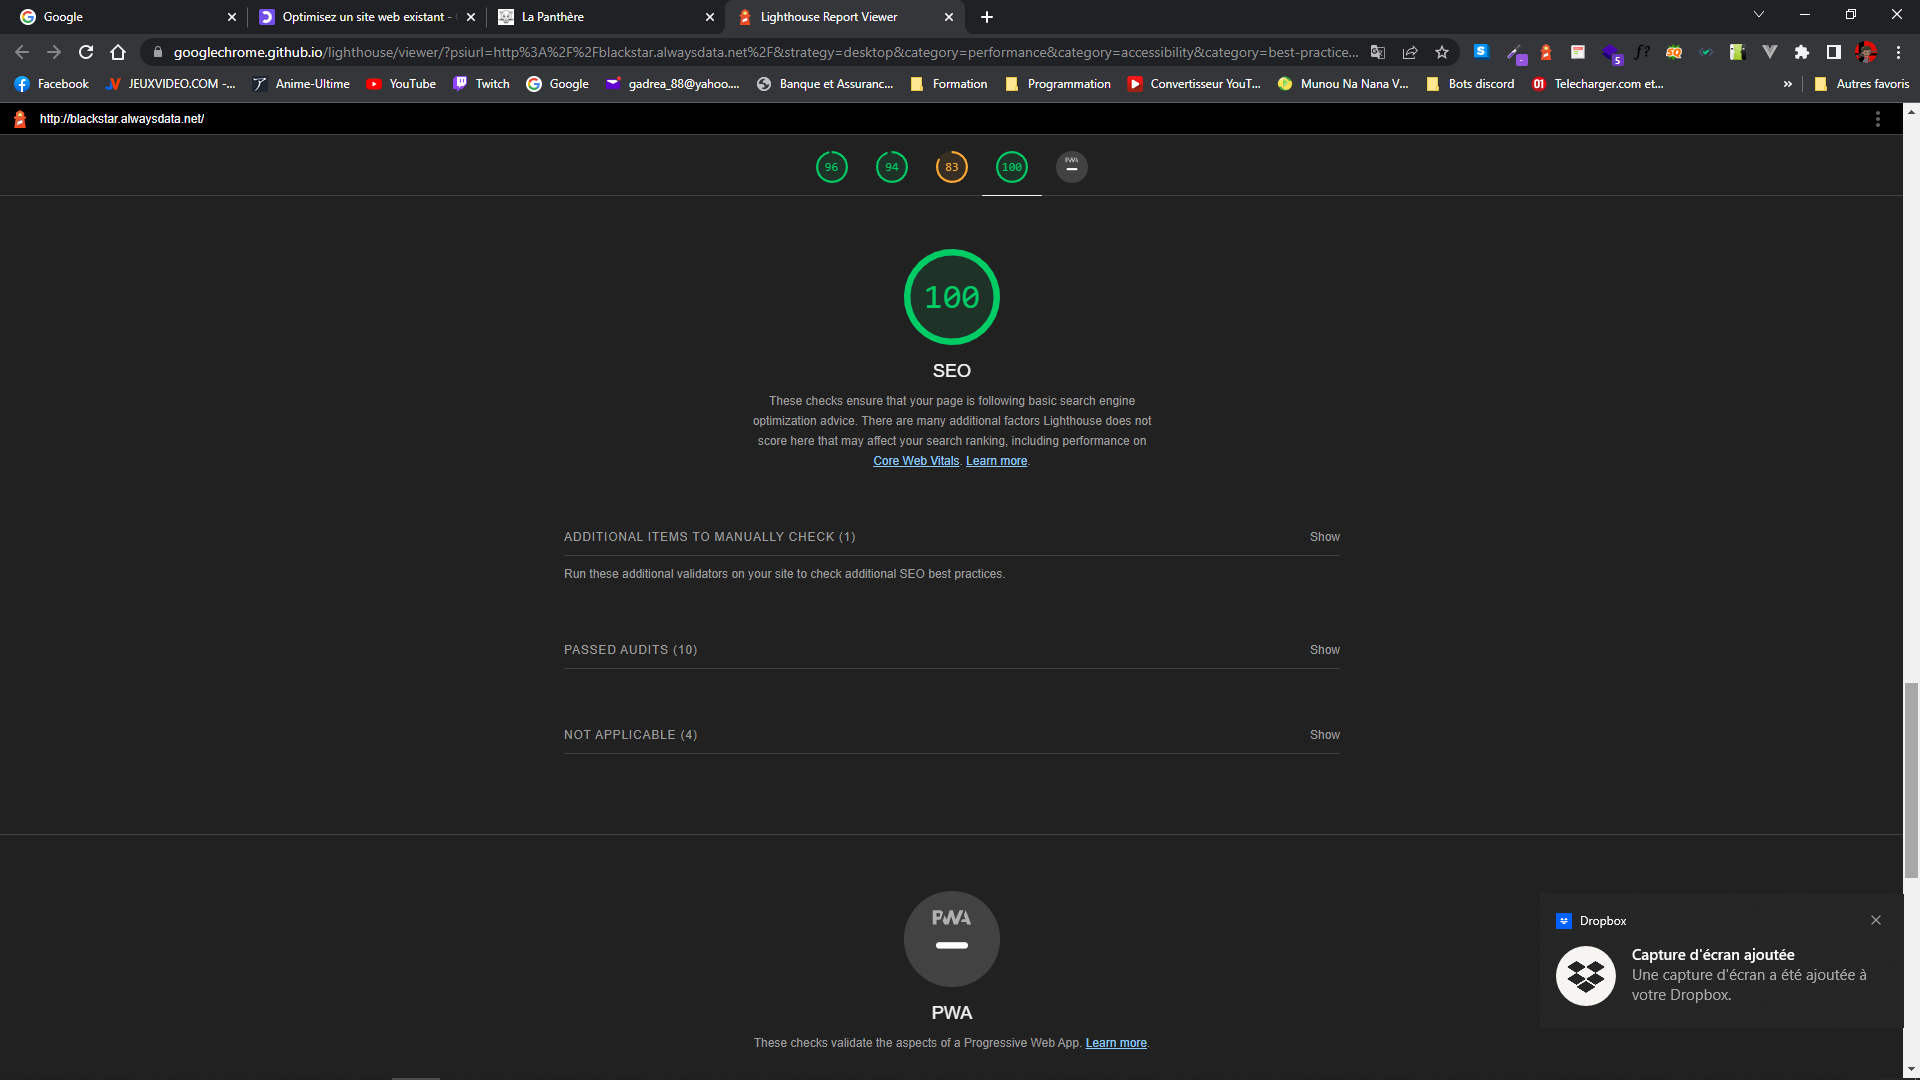 Google
Optimisez un site web existant -
La Panthère
Lighthouse Report Viewer
googlechrome.github.io/lighthouse/viewer/?psiurl=http%3A%2F%2Fblackstar.alwaysdata.net%2F&strategy=desktop&category=performance&category=accessibility&category=best-practice...
5
f?
Facebook
JEUXVIDEO.COM -...
Anime-Ultime
YouTube
Twitch
Google
gadrea_88@yahoo....
Banque et Assuranc...
Formation
Programmation
Convertisseur YouT...
Munou Na Nana V...
Bots discord
01
Telecharger.com et...
»
Autres favoris
http://blackstar.alwaysdata.net/
96
94
83
100
PWA
100
SEO
These checks ensure that your page is following basic search engine
optimization advice. There are many additional factors Lighthouse does not
score here that may affect your search ranking, including performance on
Core Web Vitals. Learn more.
ADDITIONAL ITEMS TO MANUALLY CHECK (1)
Show
Run these additional validators on your site to check additional SEO best practices.
PASSED AUDITS (10)
Show
NOT APPLICABLE (4)
Show
PWA
PWA
These checks validate the aspects of a Progressive Web App. Learn more.
Dropbox
Capture d'écran ajoutée
Une capture d'écran a été ajoutée à
votre Dropbox.